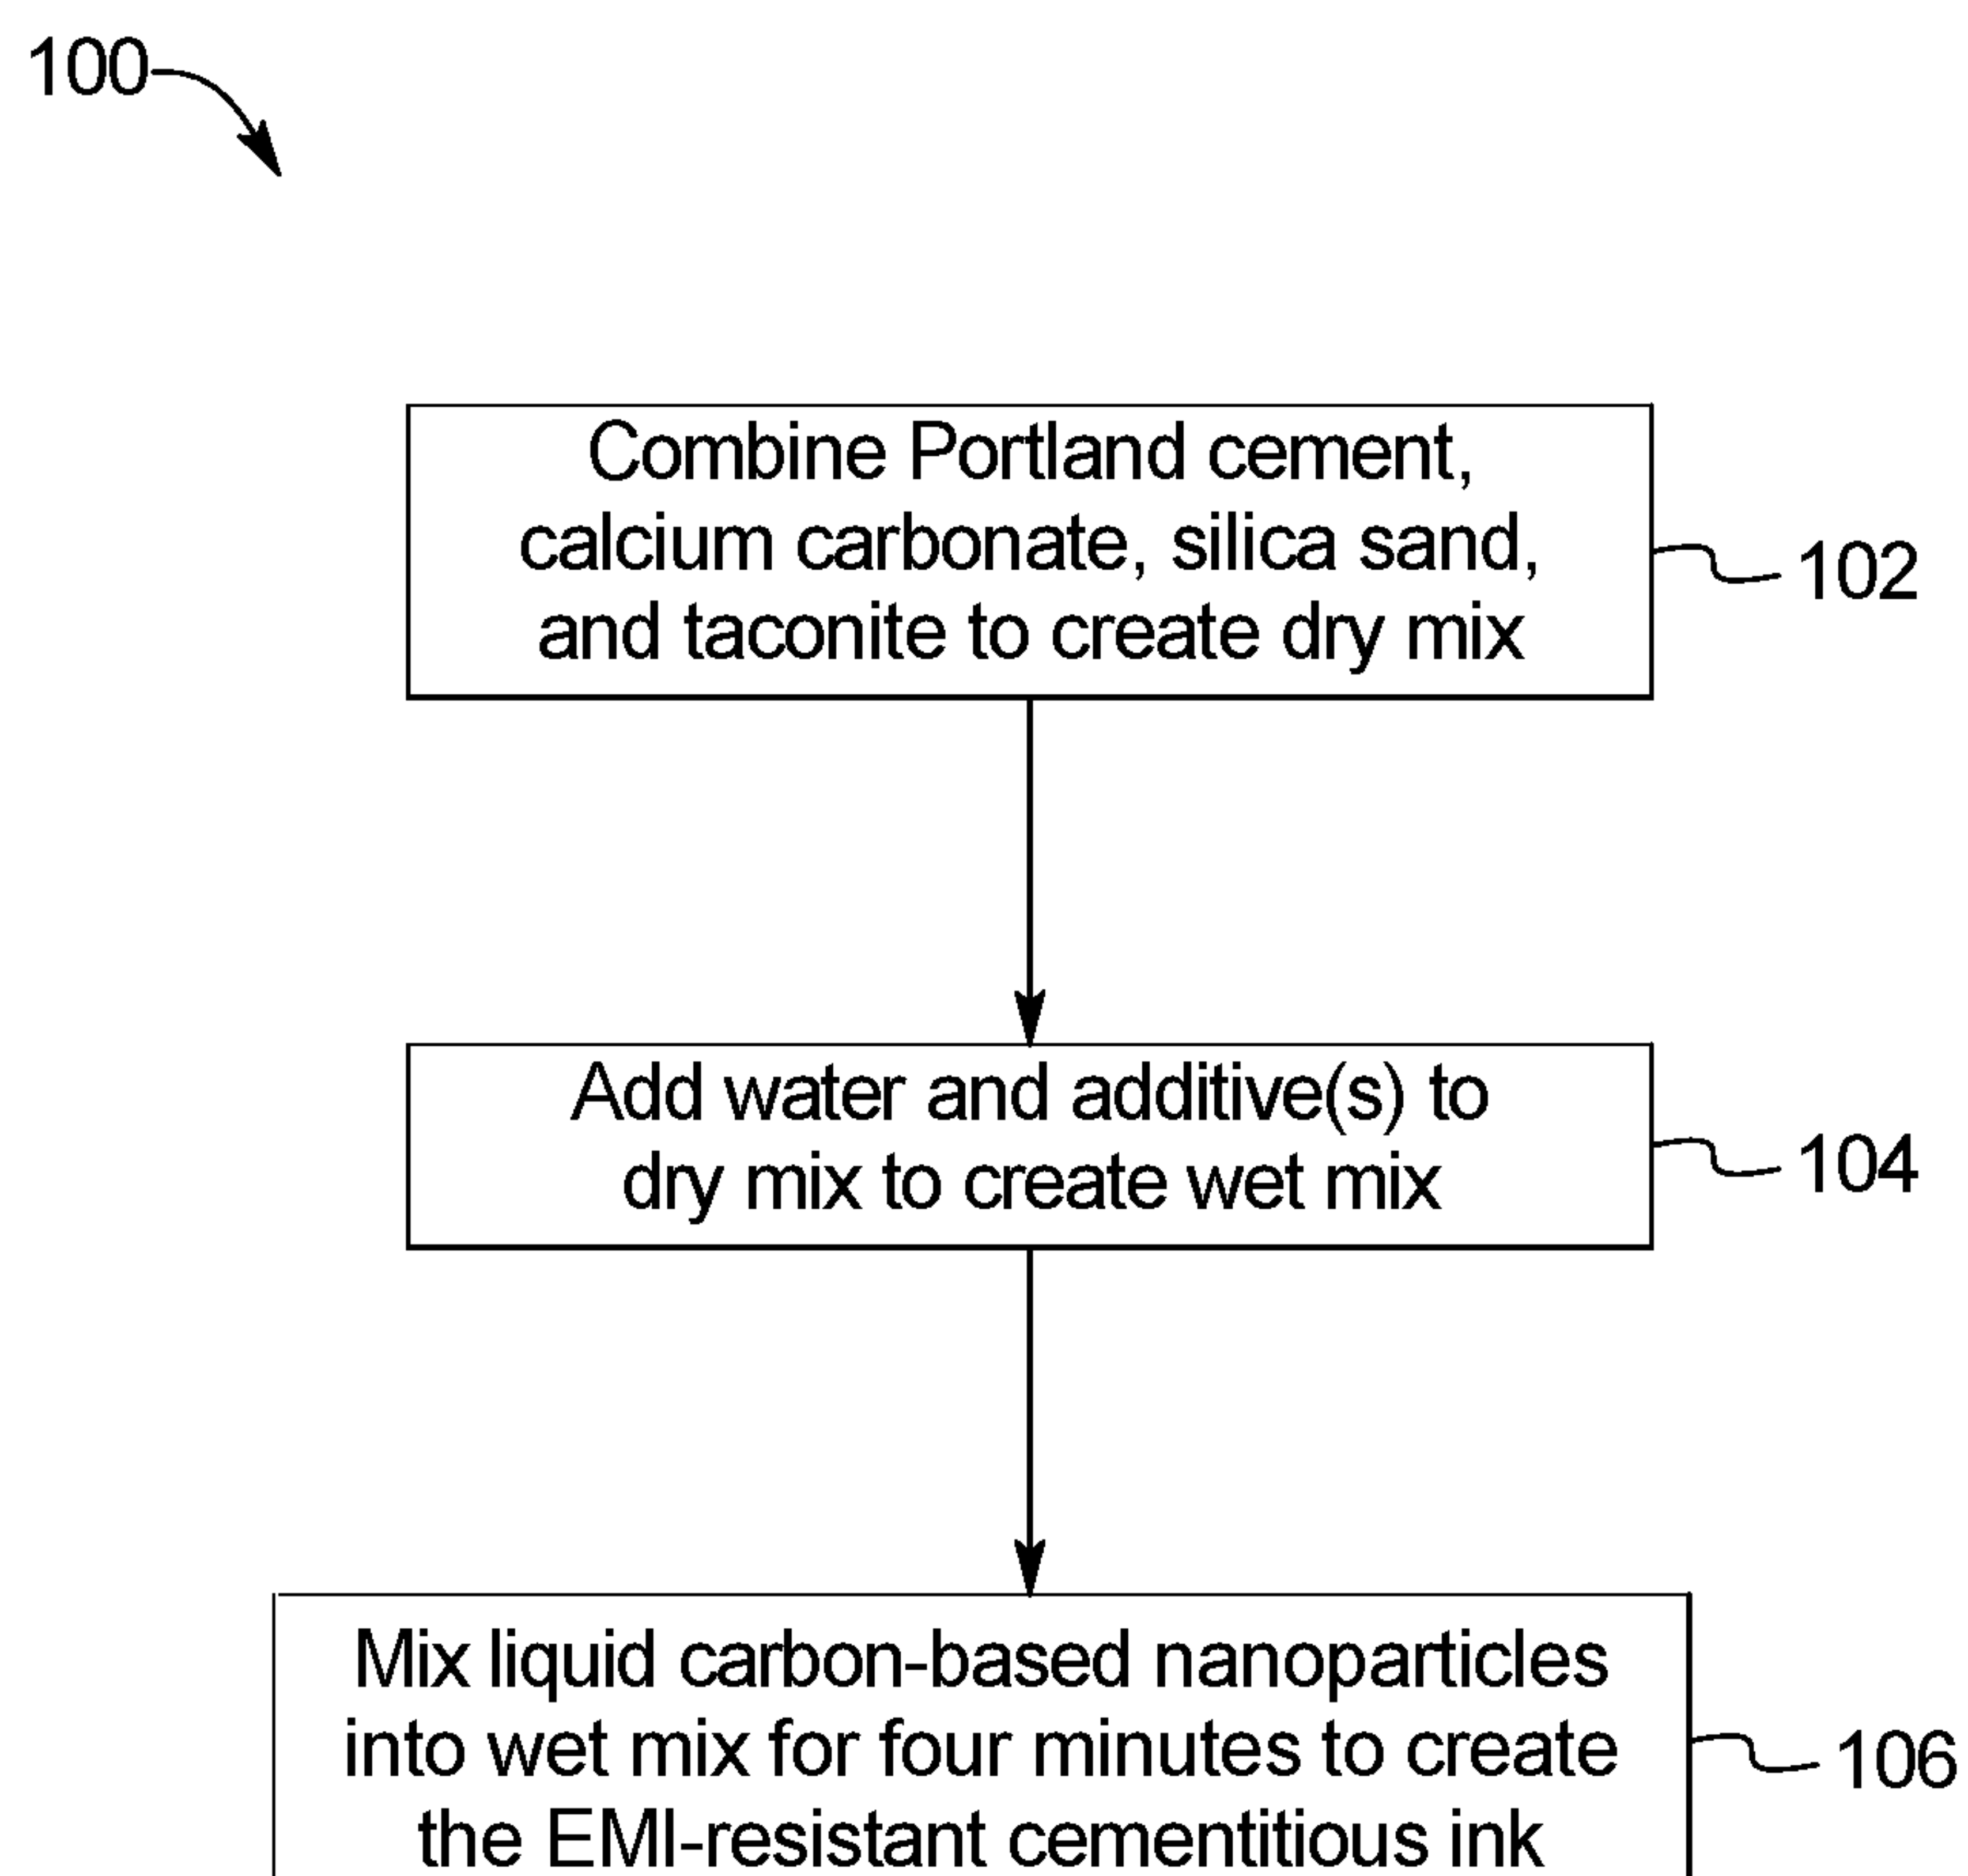 100
Combine Portland cement,
calcium carbonate, silica sand,
and taconite to create dry mix
102
Add water and additive(s) to
dry mix to create wet mix
104
Mix liquid carbon-based nanoparticles
into wet mix for four minutes to create
the EMI-resistant cementitious ink
106